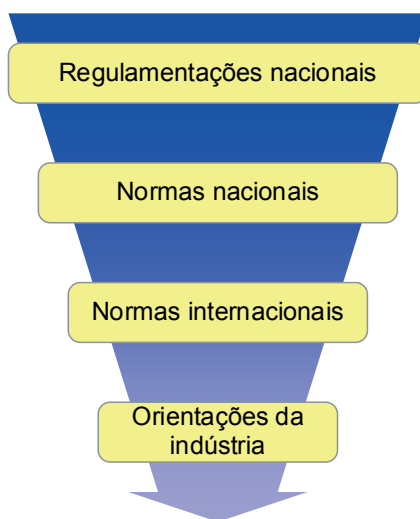 Regulamentações nacionais
Normas nacionais
Normas internacionais
Orientações da
indústria